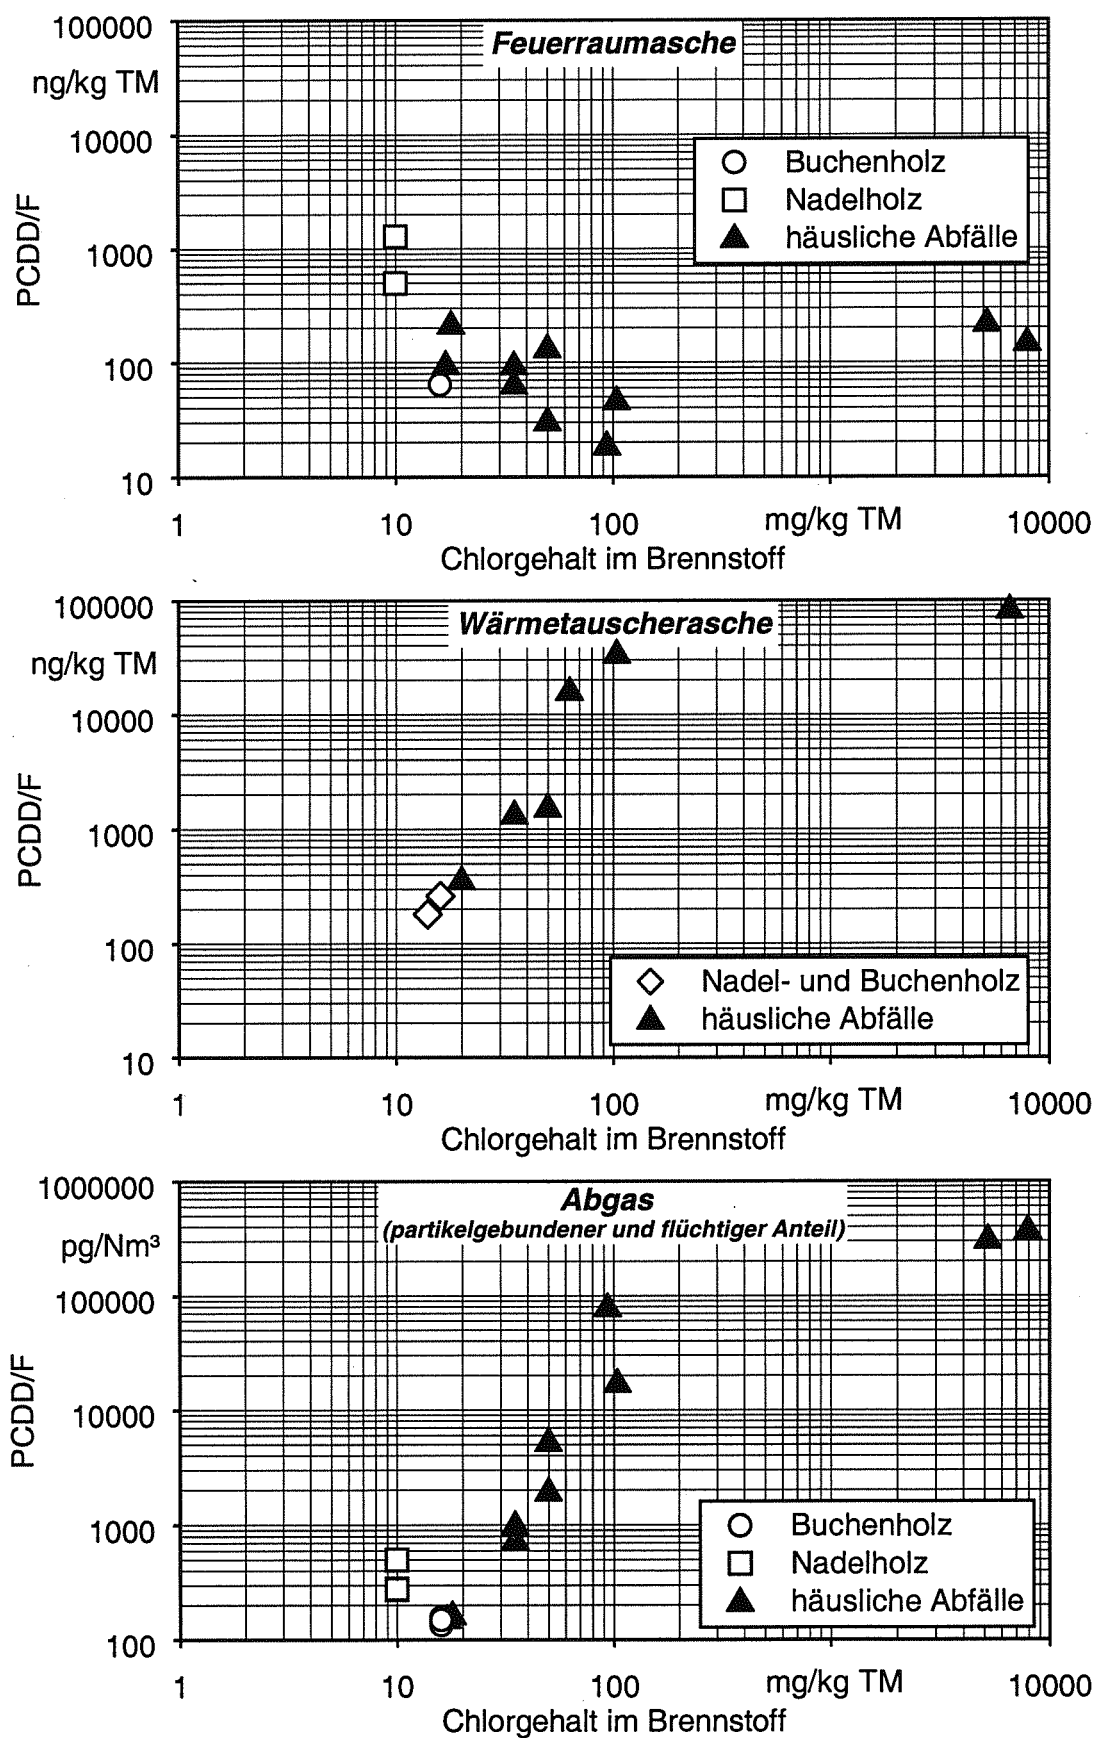 100000
Feuerraumasche
ng/kg TM
10000
Buchenholz
Nadelholz
häusliche Abfälle
PCDD/F
1000
100
10
1 10 100 mg/kg TM 10000
Chlorgehalt im Brennstoff
100000
Wärmetauscherasche
ng/kg TM
10000
PCDD/F
1000
100
Nadel- und Buchenholz
häusliche Abfälle
10
1 10 100 mg/kg TM 10000
Chlorgehalt im Brennstoff
1000000
Abgas
(partikelgebundener und flüchtiger Anteil)
pg/Nm³
100000
PCDD/F
10000
1000
Buchenholz
Nadelholz
häusliche Abfälle
100
1 10 100 mg/kg TM 10000
Chlorgehalt im Brennstoff